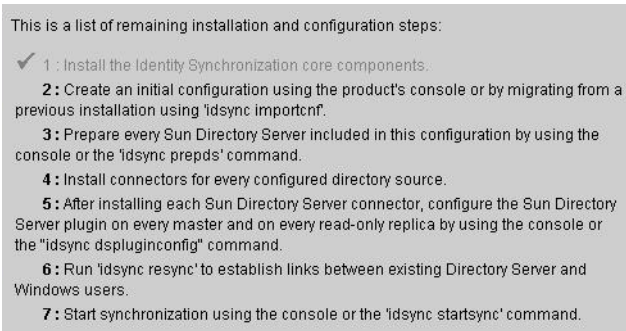 This is a list of remaining installation and configuration steps:
1 : Install the Identity Synchronization core components.
2 : Create an initial configuration using the product's console or by migrating from a
previous installation using 'idsync importcnf'.
3 : Prepare every Sun Directory Server included in this configuration by using the
console or the 'idsync prepds' command.
4 : Install connectors for every configured directory source.
5 : After installing each Sun Directory Server connector, configure the Sun Directory
Server plugin on every master and on every read-only replica by using the console or
the "idsync dspluginconfig" command.
6 : Run 'idsync resync' to establish links between existing Directory Server and
Windows users.
7 : Start synchronization using the console or the 'idsync startsync' command.